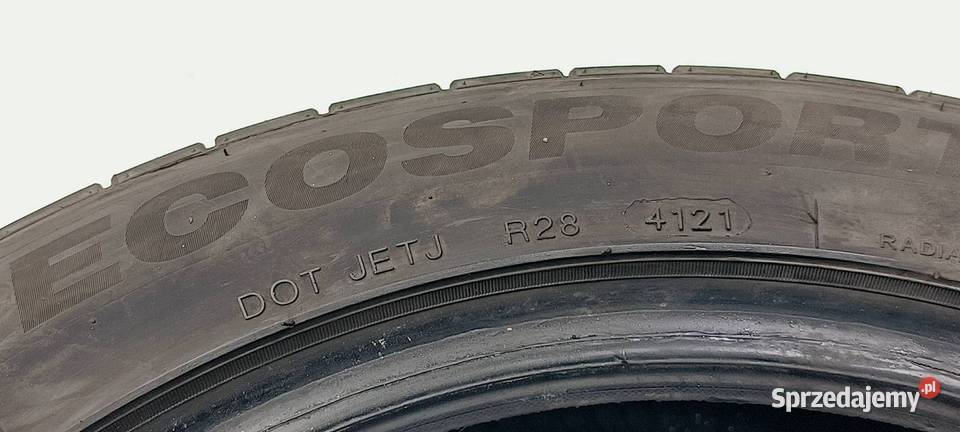 ECOSPORT
DOT JETJ R28 4121
RADIA
Sprzedajemy.pl